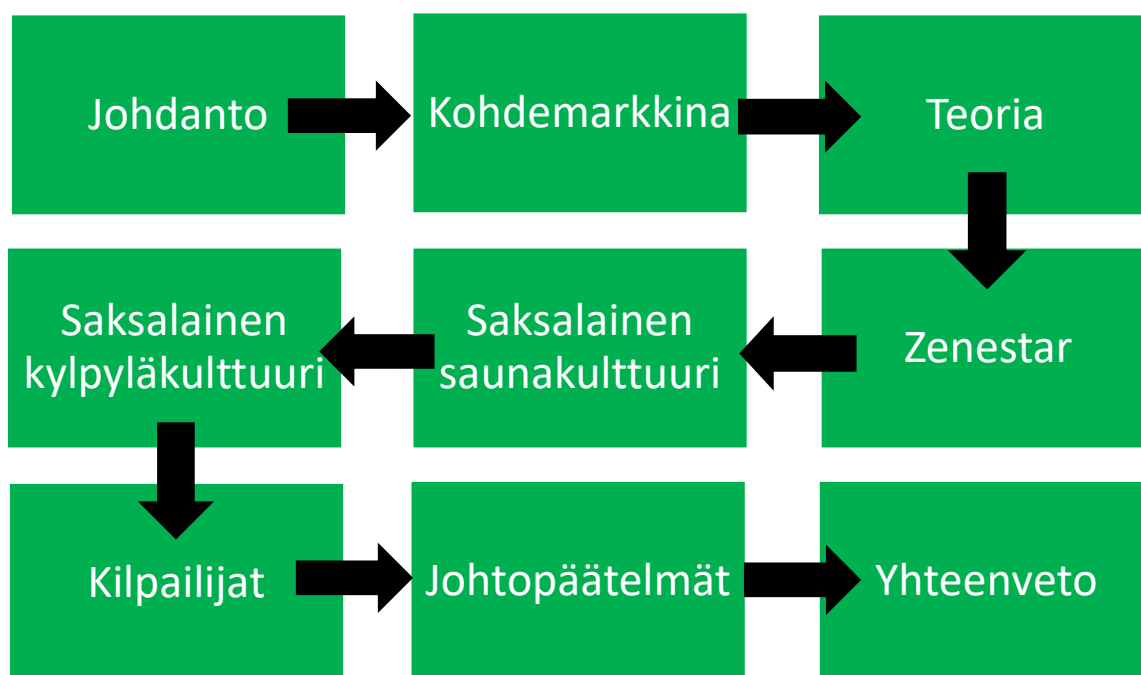 Johdanto
Kohdemarkkina
Teoria
Zenestar
Saksalainen
saunakulttuuri
Saksalainen
kylpyläkulttuuri
Kilpailijat
Johtopäätelmät
Yhteenveto